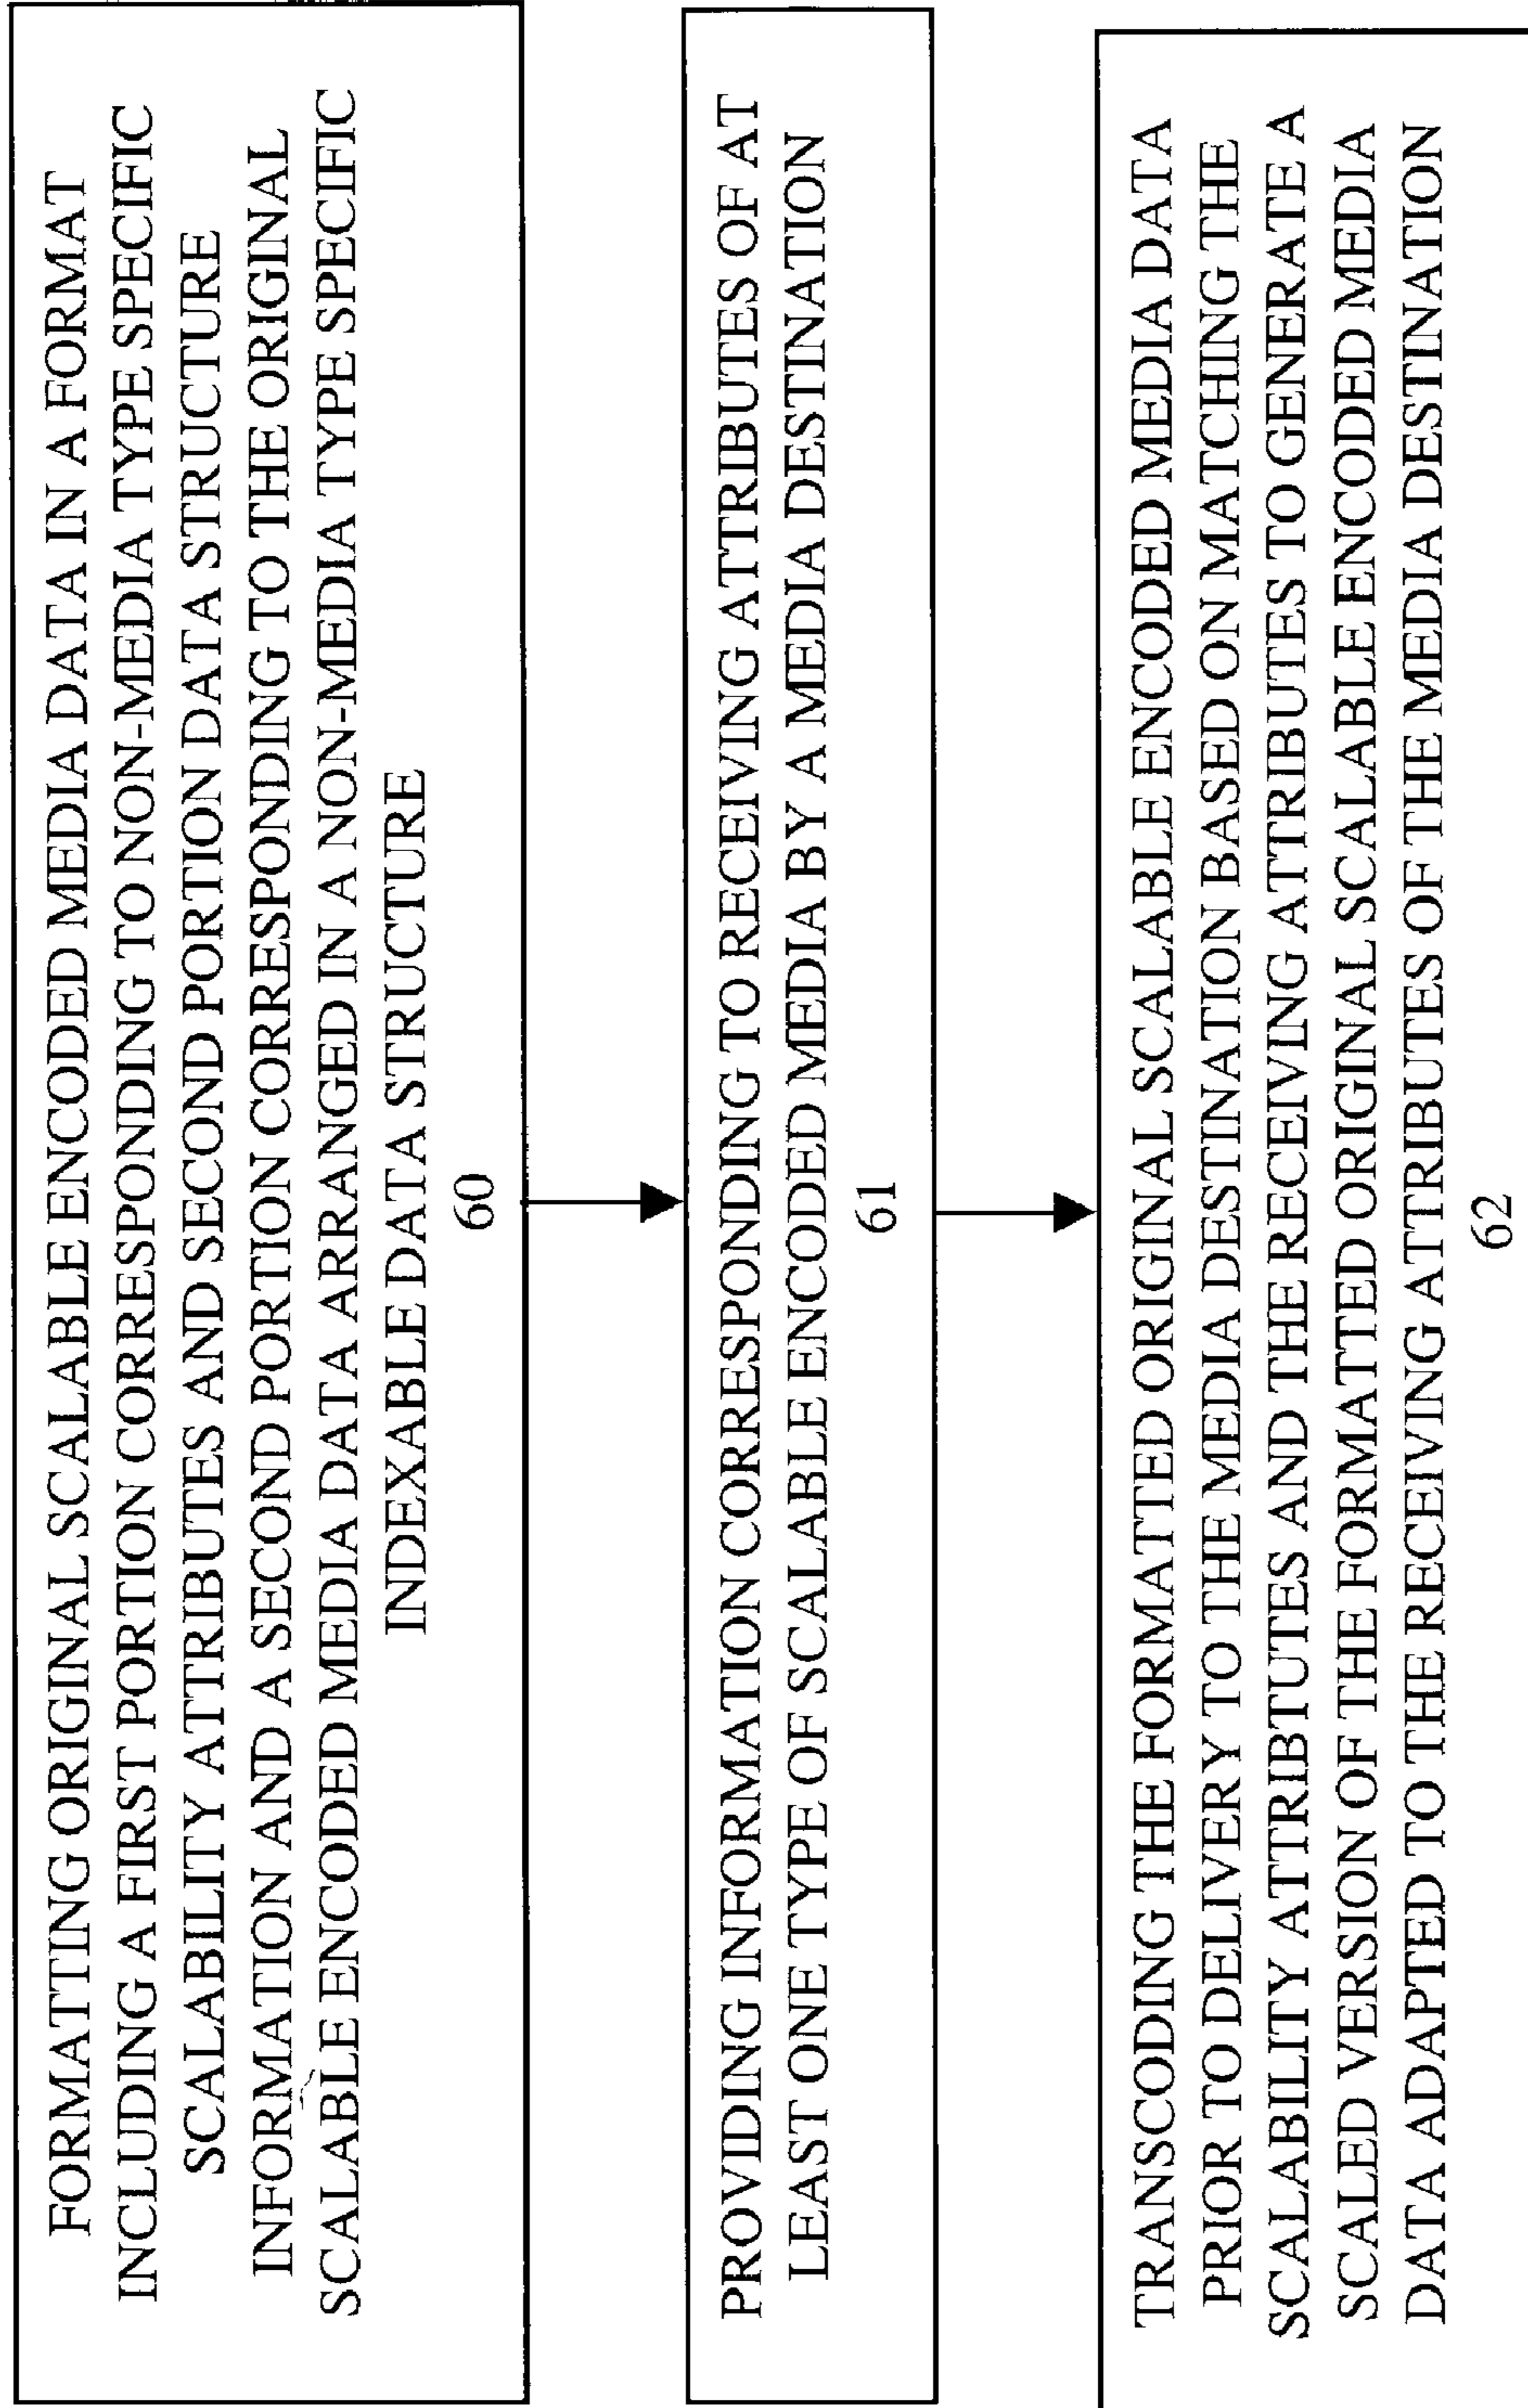 FORMATTING ORIGINAL SCALABLE ENCODED MEDIA DATA IN A FORMAT
INCLUDING A FIRST PORTION CORRESPONDING TO NON-MEDIA TYPE SPECIFIC
SCALABILITY ATTRIBUTES AND SECOND PORTION DATA STRUCTURE
INFORMATION AND A SECOND PORTION CORRESPONDING TO THE ORIGINAL
SCALABLE ENCODED MEDIA DATA ARRANGED IN A NON-MEDIA TYPE SPECIFIC
INDEXABLE DATA STRUCTURE
60
PROVIDING INFORMATION CORRESPONDING TO RECEIVING ATTRIBUTES OF AT
LEAST ONE TYPE OF SCALABLE ENCODED MEDIA BY A MEDIA DESTINATION
61
TRANSCODING THE FORMATTED ORIGINAL SCALABLE ENCODED MEDIA DATA
PRIOR TO DELIVERY TO THE MEDIA DESTINATION BASED ON MATCHING THE
SCALABILITY ATTRIBTUTES AND THE RECEIVING ATTRIBUTES TO GENERATE A
SCALED VERSION OF THE FORMATTED ORIGINAL SCALABLE ENCODED MEDIA
DATA ADAPTED TO THE RECEIVING ATTRIBUTES OF THE MEDIA DESTINATION
62